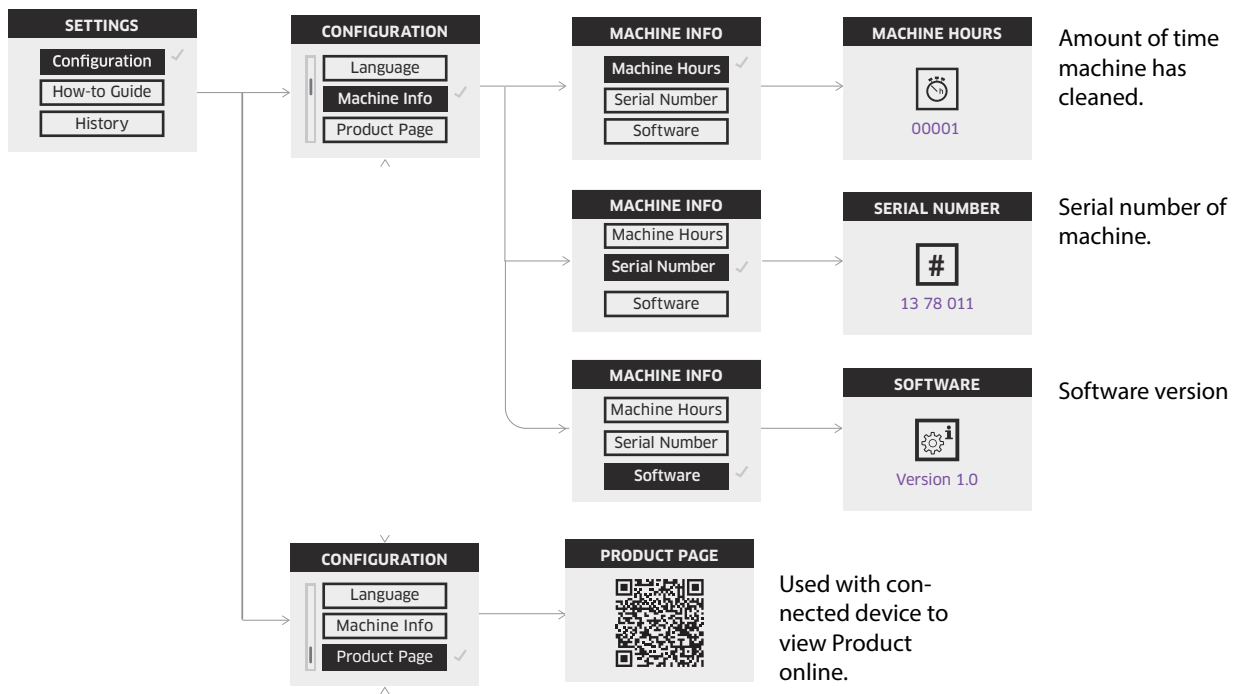 SETTINGS
Configuration
How-to Guide
History
CONFIGURATION
Language
Machine Info
Product Page
MACHINE INFO
Machine Hours
Serial Number
Software
MACHINE HOURS
h
00001
Amount of time
machine has
cleaned.
MACHINE INFO
Machine Hours
Serial Number
Software
SERIAL NUMBER
#
13 78 011
Serial number of
machine.
MACHINE INFO
Machine Hours
Serial Number
Software
SOFTWARE
i
Version 1.0
Software version
CONFIGURATION
Language
Machine Info
Product Page
PRODUCT PAGE
Used with con-
nected device to
view Product
online.